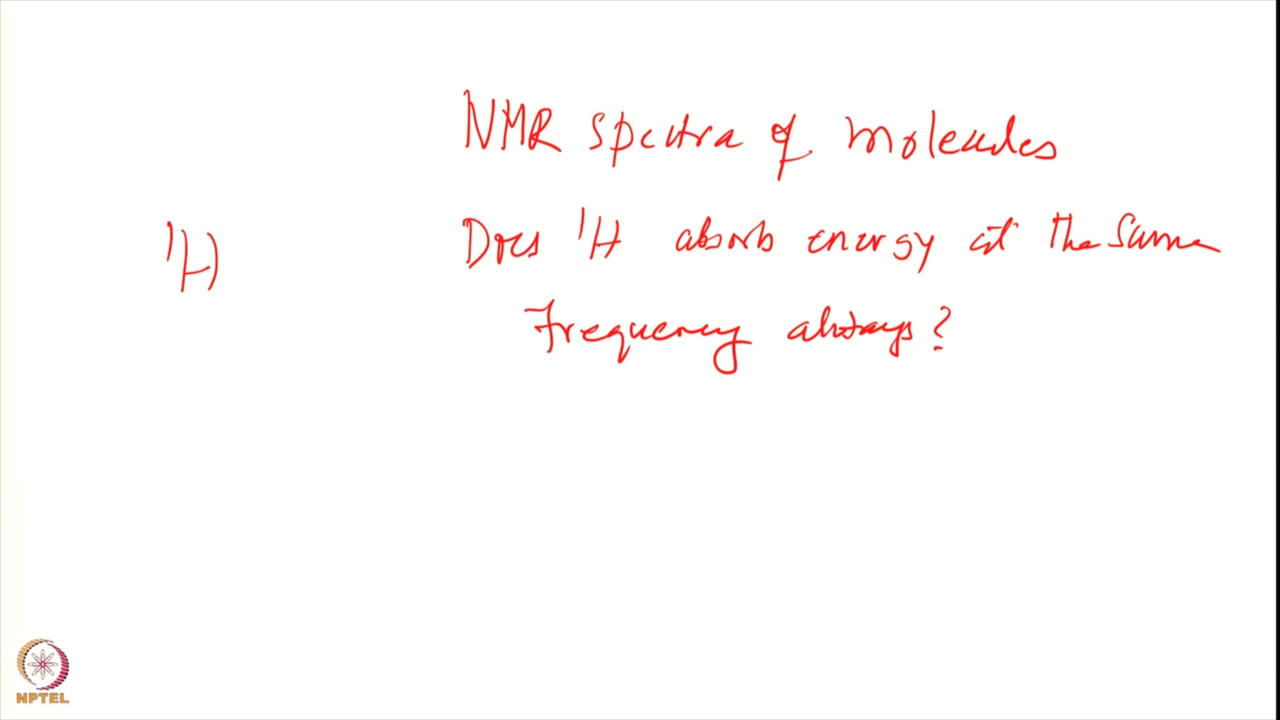 NMR spectra of molecules
¹H
Does ¹H absorb energy at the same
frequency always?
NPTEL